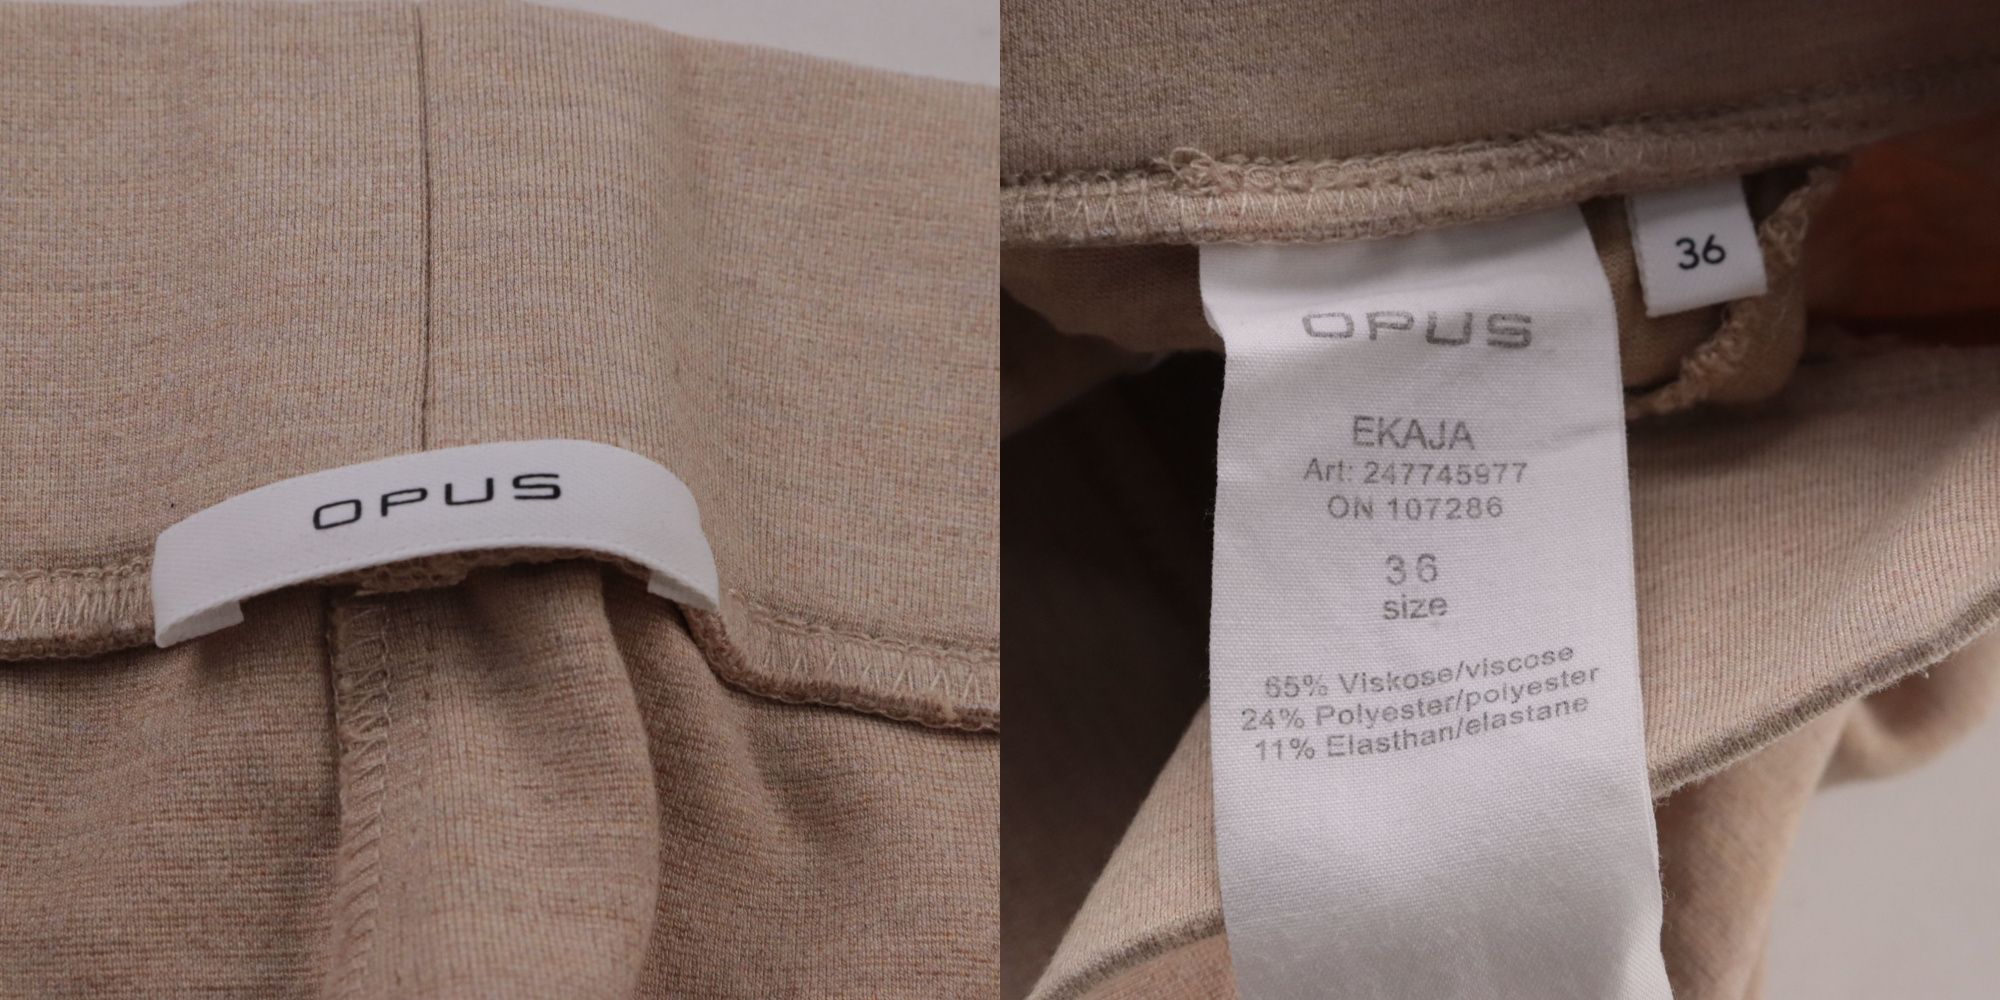 OPUS
36
OPUS
EKAJA
Art: 247745977
ON 107286
36
size
65% Viskose/viscose
24% Polyester/polyester
11% Elasthan/elastane